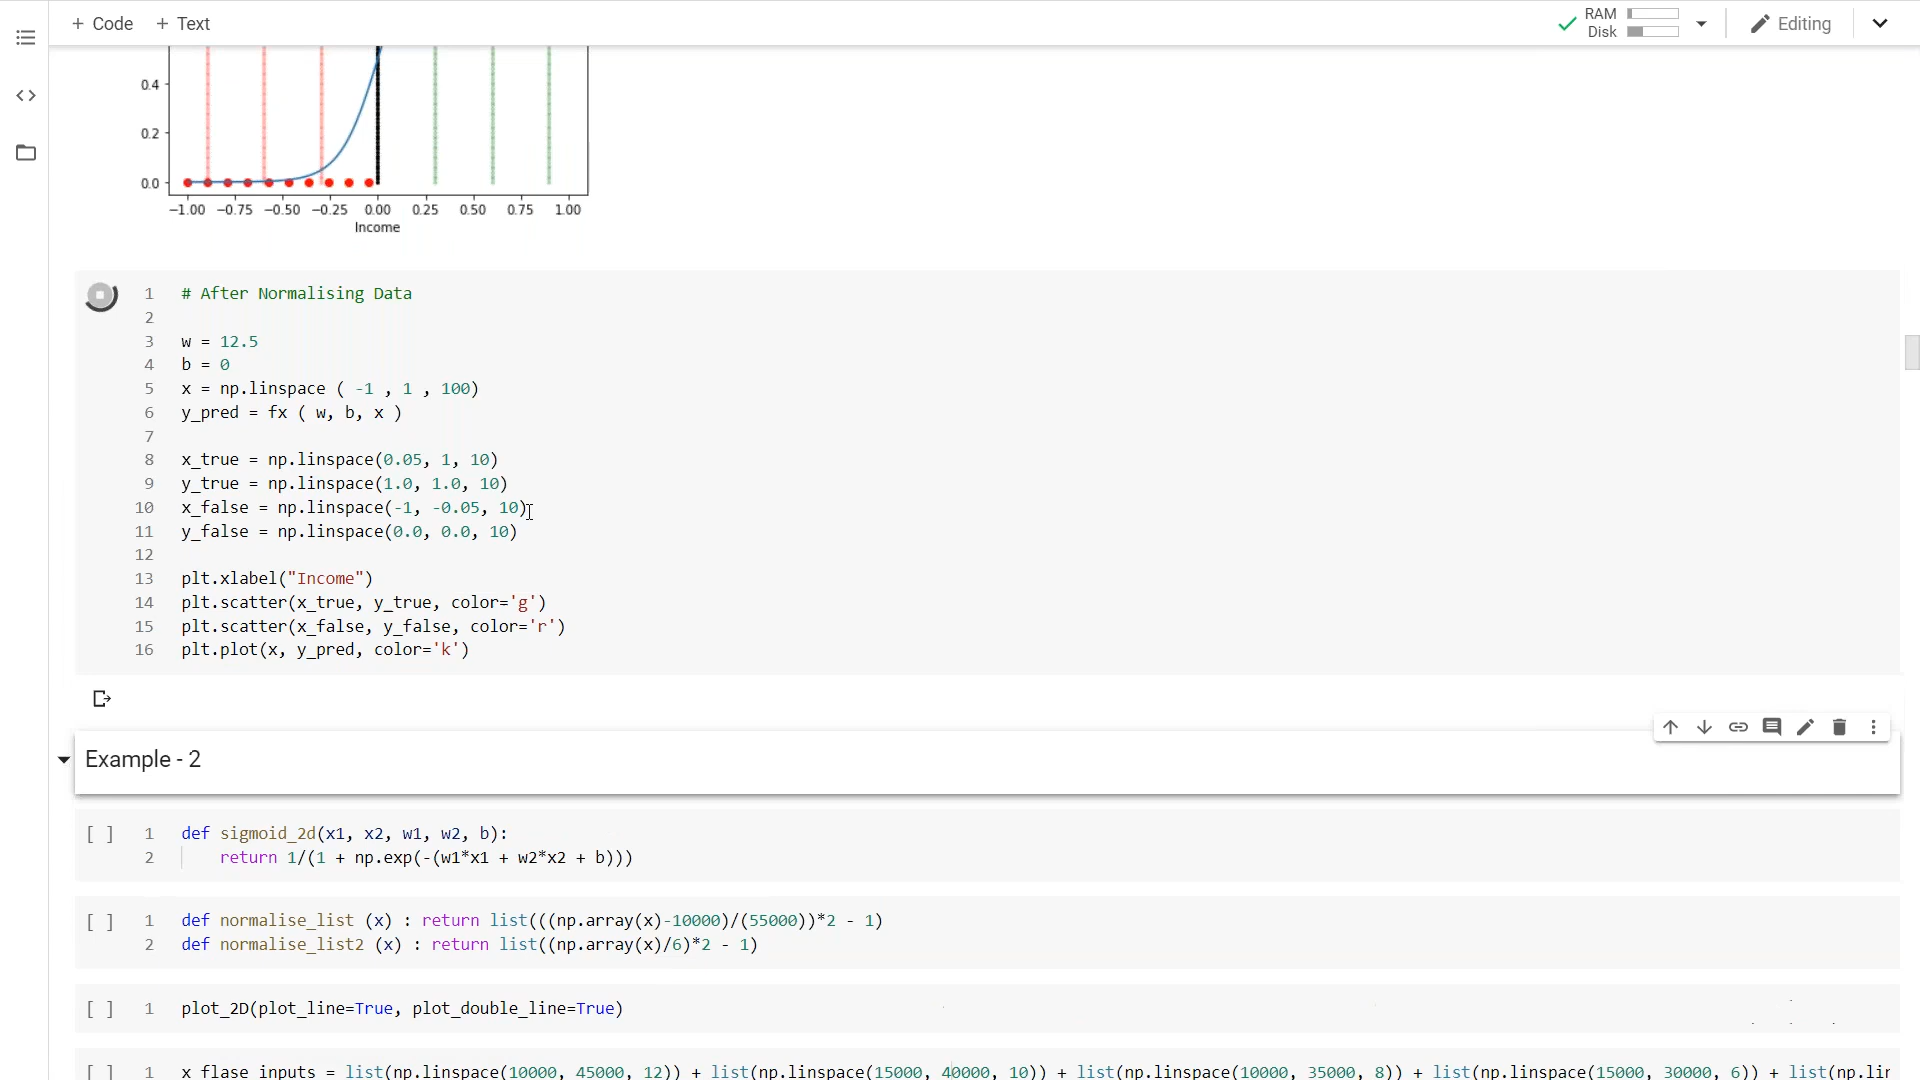 + Code + Text
RAM
Disk
Editing
0.4
0.2
0.0
−1.00 −0.75 −0.50 −0.25 0.00 0.25 0.50 0.75 1.00
Income
1 # After Normalising Data
2
3 w = 12.5
4 b = 0
5 x = np.linspace ( -1 , 1 , 100)
6 y_pred = fx ( w, b, x )
7
8 x_true = np.linspace(0.05, 1, 10)
9 y_true = np.linspace(1.0, 1.0, 10)
10 x_false = np.linspace(-1, -0.05, 10)
11 y_false = np.linspace(0.0, 0.0, 10)
12
13 plt.xlabel("Income")
14 plt.scatter(x_true, y_true, color='g')
15 plt.scatter(x_false, y_false, color='r')
16 plt.plot(x, y_pred, color='k')
Example - 2
[ ] 1 def sigmoid_2d(x1, x2, w1, w2, b):
2 return 1/(1 + np.exp(-(w1*x1 + w2*x2 + b)))
[ ] 1 def normalise_list (x) : return list(((np.array(x)-10000)/(55000))*2 - 1)
2 def normalise_list2 (x) : return list((np.array(x)/6)*2 - 1)
[ ] 1 plot_2D(plot_line=True, plot_double_line=True)
[ ] 1 x_flase_inputs = list(np.linspace(10000, 45000, 12)) + list(np.linspace(15000, 40000, 10)) + list(np.linspace(10000, 35000, 8)) + list(np.linspace(15000, 30000, 6)) + list(np.lin